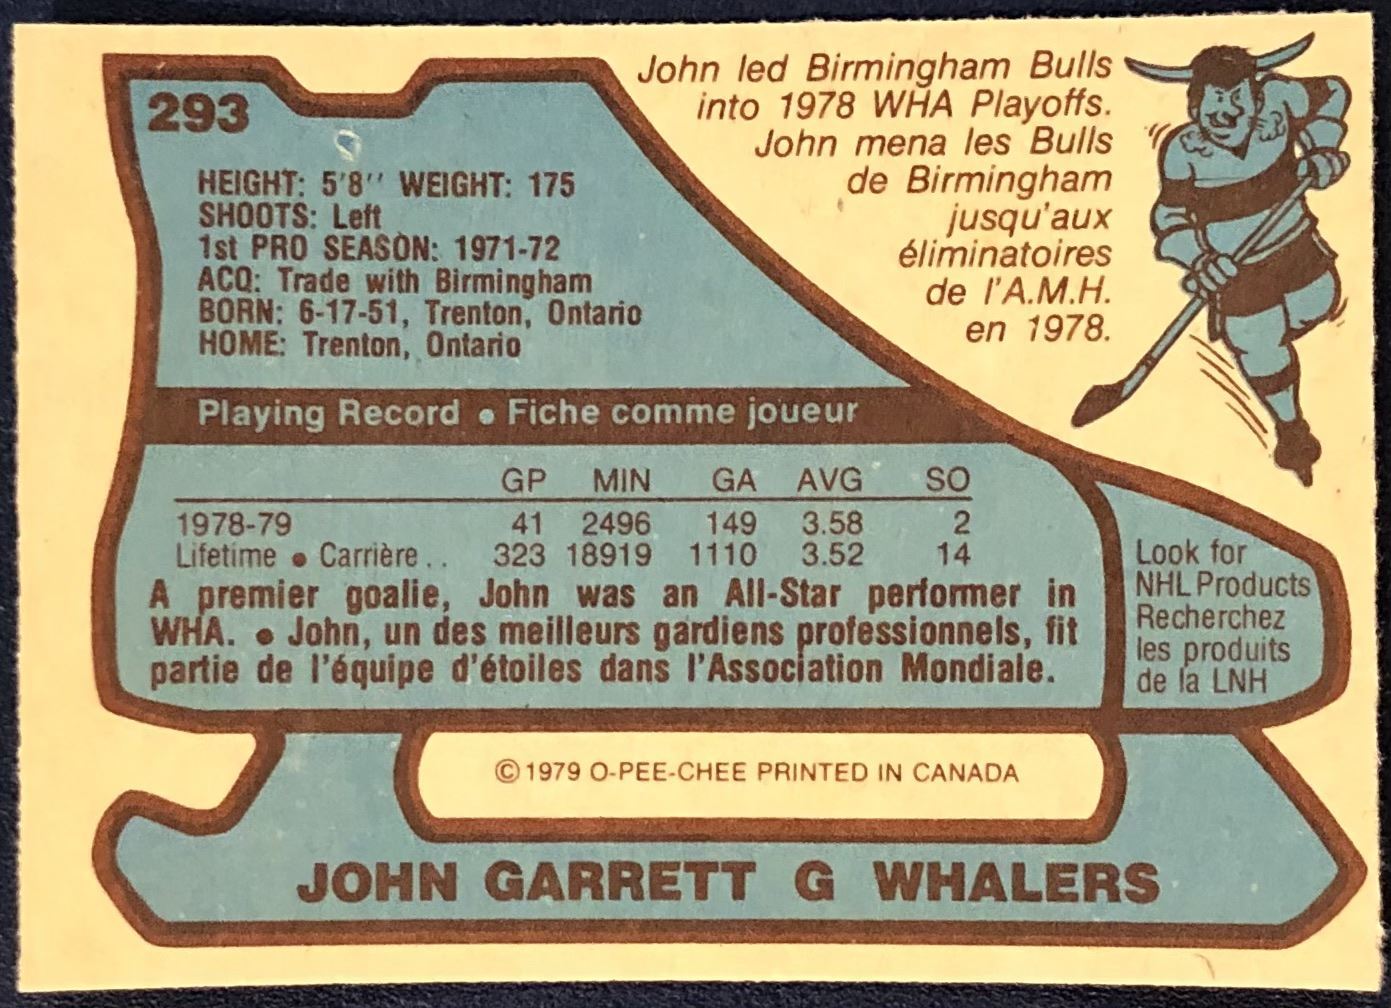 293
HEIGHT: 5'8'' WEIGHT: 175
SHOOTS: Left
1st PRO SEASON: 1971-72
ACQ: Trade with Birmingham
BORN: 6-17-51, Trenton, Ontario
HOME: Trenton, Ontario
John led Birmingham Bulls
into 1978 WHA Playoffs.
John mena les Bulls
de Birmingham
jusqu'aux
éliminatoires
de l'A.M.H.
en 1978.
Playing Record • Fiche comme joueur
GP MIN GA AVG SO
1978-79 41 2496 149 3.58 2
Lifetime • Carrière .. 323 18919 1110 3.52 14
A premier goalie, John was an All-Star performer in
WHA. • John, un des meilleurs gardiens professionnels, fit
partie de l'équipe d'étoiles dans l'Association Mondiale.
Look for
NHL Products
Recherchez
les produits
de la LNH
© 1979 O-PEE-CHEE PRINTED IN CANADA
JOHN GARRETT G WHALERS